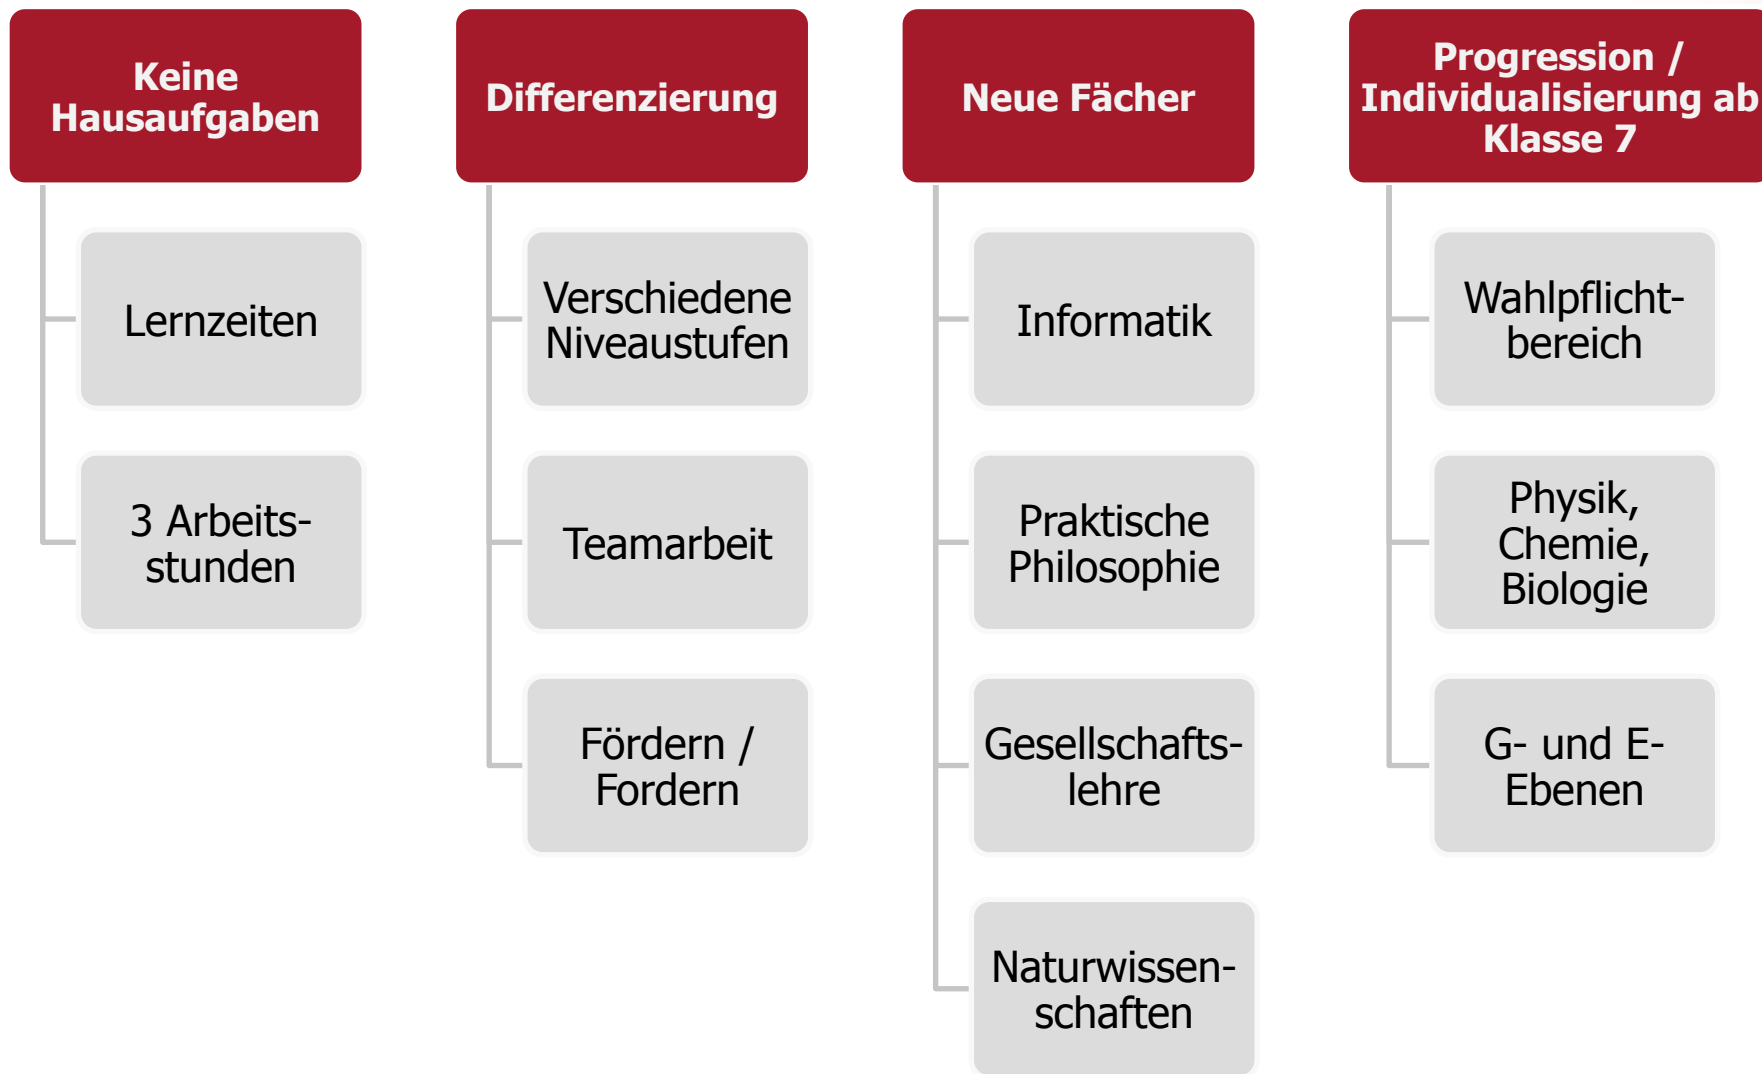 Keine
Hausaufgaben
Lernzeiten
3 Arbeits-
stunden
Differenzierung
Verschiedene
Niveaustufen
Teamarbeit
Fördern /
Fordern
Neue Fächer
Informatik
Praktische
Philosophie
Gesellschafts-
lehre
Naturwissen-
schaften
Progression /
Individualisierung ab
Klasse 7
Wahlpflicht-
bereich
Physik,
Chemie,
Biologie
G- und E-
Ebenen